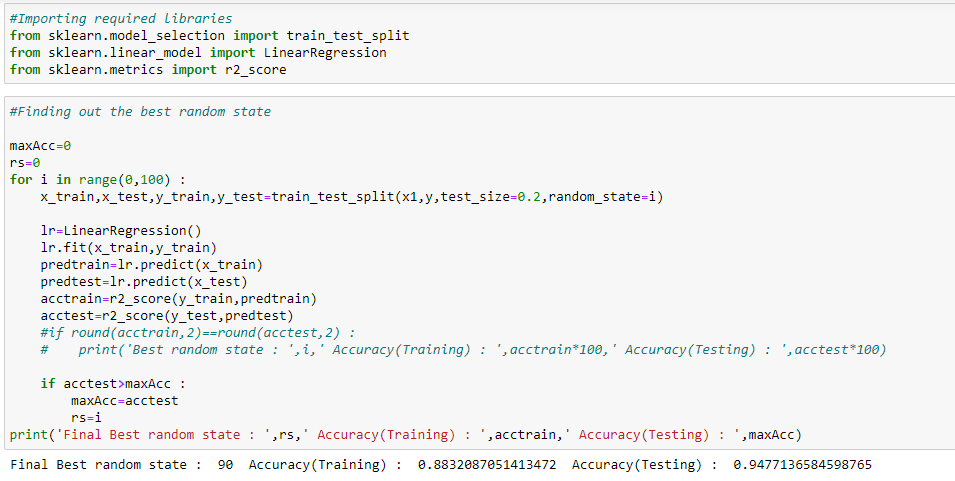 #Importing required libraries
from sklearn.model_selection import train_test_split
from sklearn.linear_model import LinearRegression
from sklearn.metrics import r2_score
#Finding out the best random state
maxAcc=0
rs=0
for i in range(0,100) :
    x_train,x_test,y_train,y_test=train_test_split(x1,y,test_size=0.2,random_state=i)
    lr=LinearRegression()
    lr.fit(x_train,y_train)
    predtrain=lr.predict(x_train)
    predtest=lr.predict(x_test)
    acctrain=r2_score(y_train,predtrain)
    acctest=r2_score(y_test,predtest)
    #if round(acctrain,2)==round(acctest,2) :
    #    print('Best random state : ',i,' Accuracy(Training) : ',acctrain*100,' Accuracy(Testing) : ',acctest*100)
    if acctest>maxAcc :
        maxAcc=acctest
        rs=i
print('Final Best random state : ',rs,' Accuracy(Training) : ',acctrain,' Accuracy(Testing) : ',maxAcc)
Final Best random state :  90  Accuracy(Training) :  0.8832087051413472  Accuracy(Testing) :  0.9477136584598765